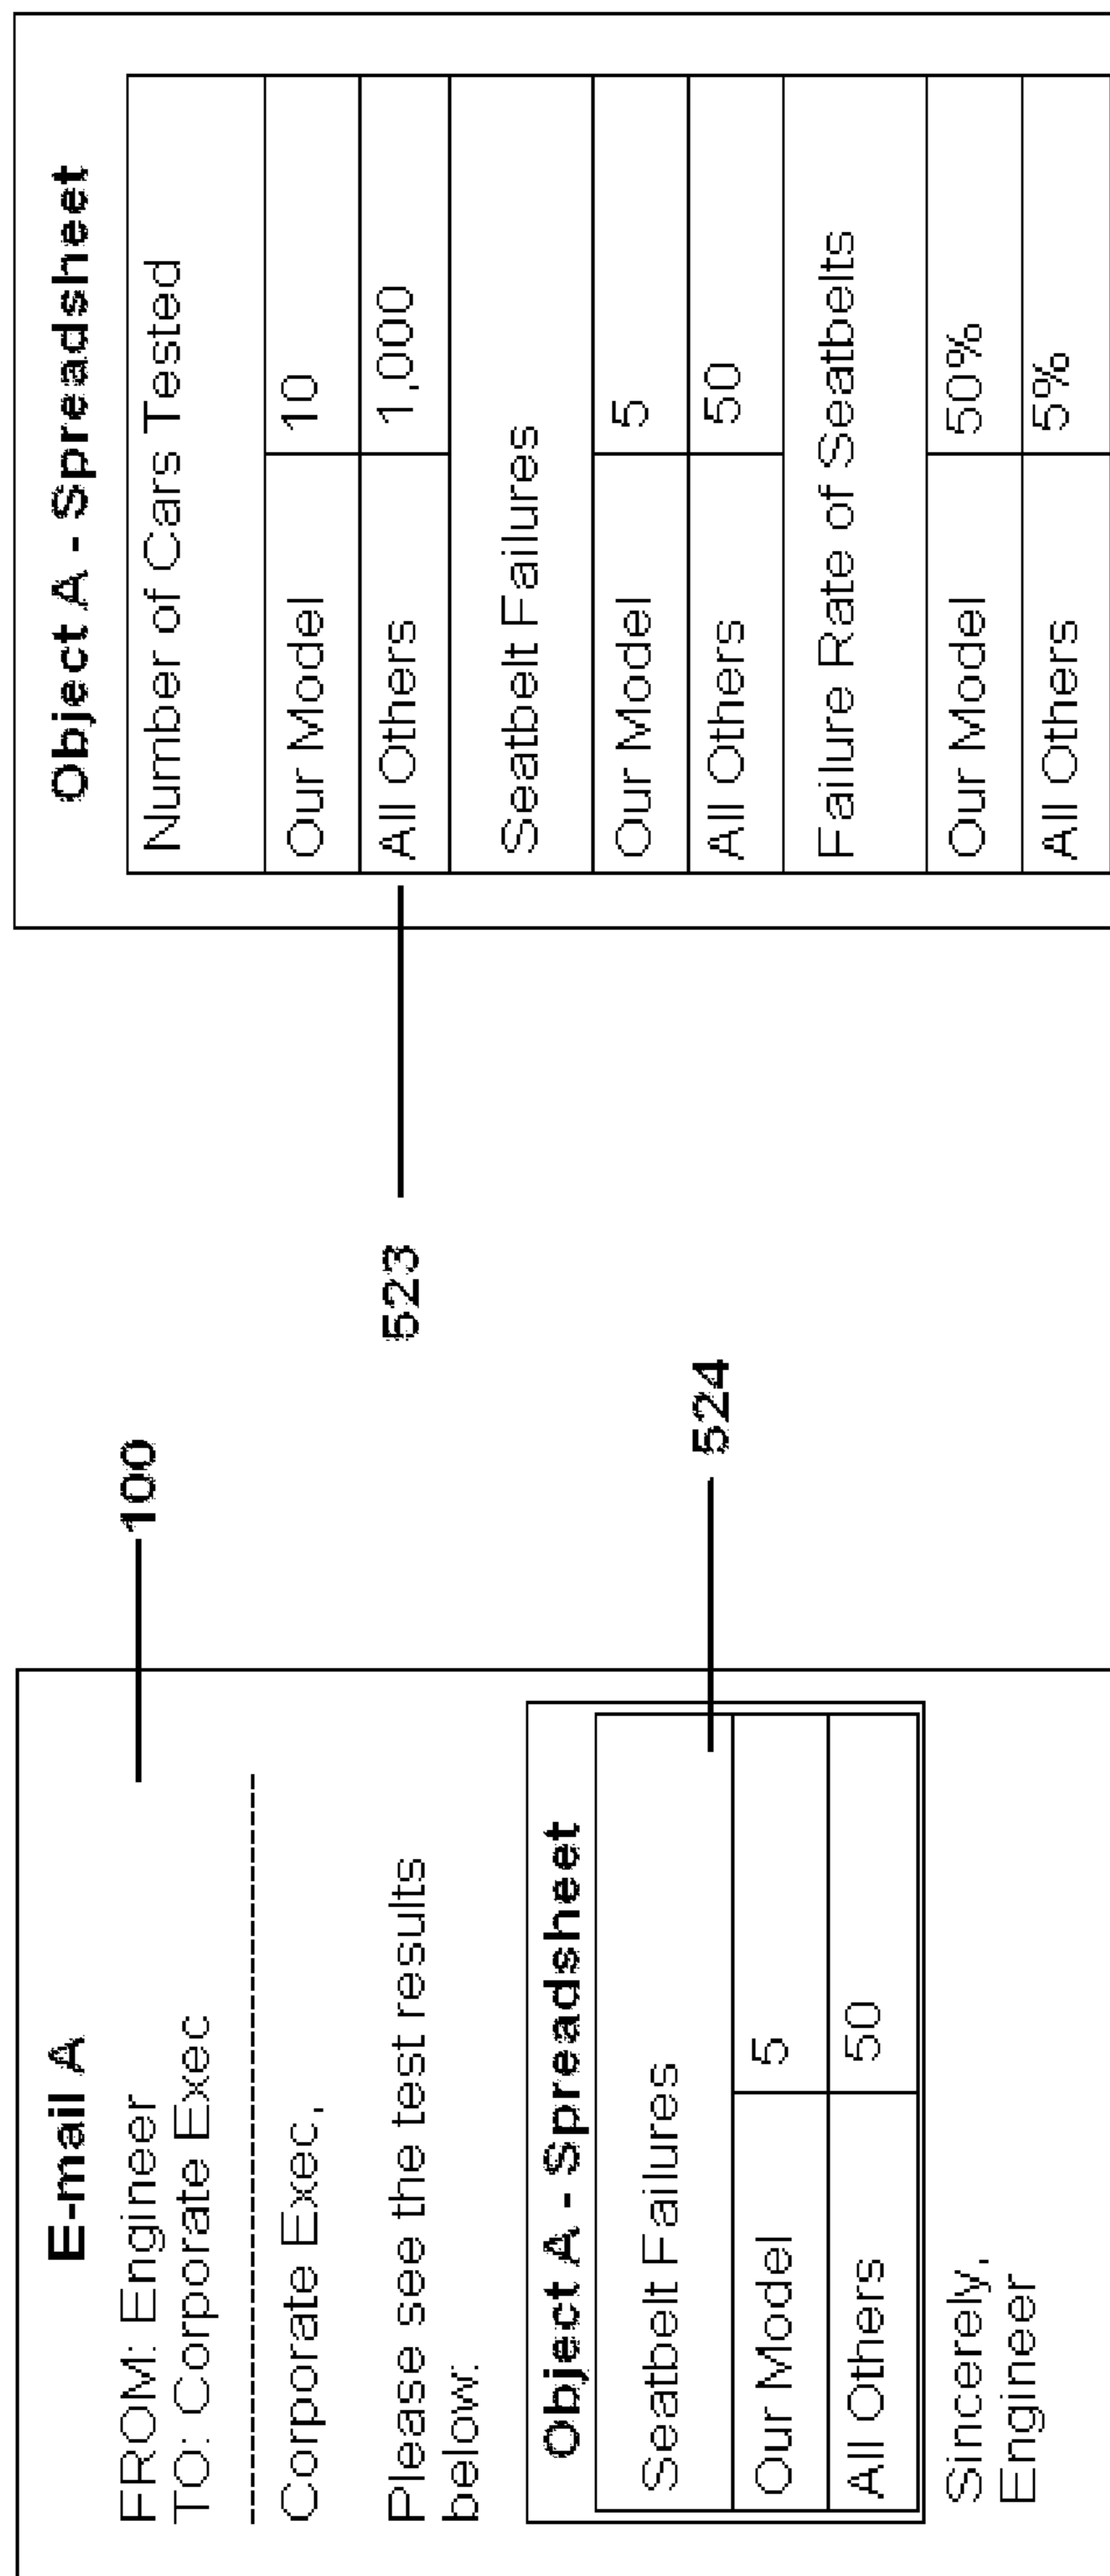 E-mail A
FROM: Engineer
TO: Corporate Exec
Corporate Exec,
Please see the test results
below:
Object A - Spreadsheet
Seatbelt Failures
Our Model 5
All Others 50
Sincerely,
Engineer
100
524
523
Object A - Spreadsheet
Number of Cars Tested
Our Model 10
All Others 1,000
Seatbelt Failures
Our Model 5
All Others 50
Failure Rate of Seatbelts
Our Model 50%
All Others 5%